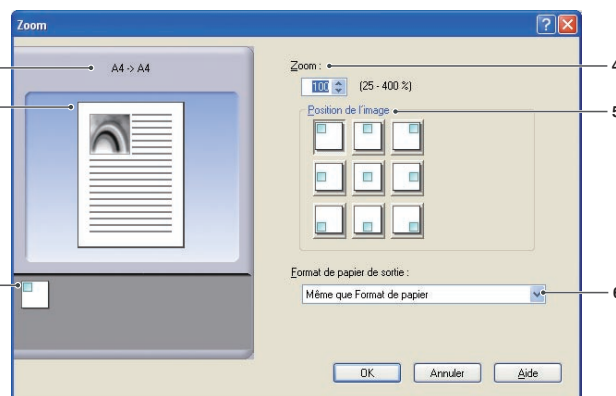 Zoom
A4 -> A4
Zoom :
100 (25 - 400 %)
Position de l'image
Format de papier de sortie :
Même que Format de papier
OK Annuler Aide